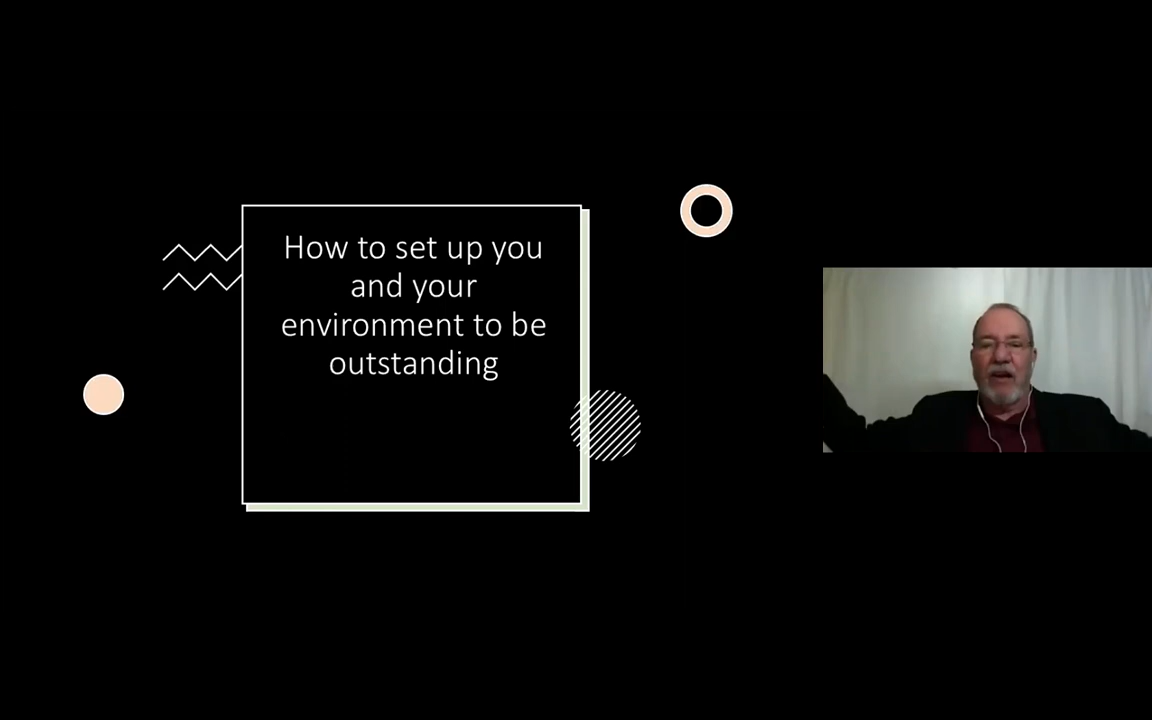 How to set up you
and your
environment to be
outstanding